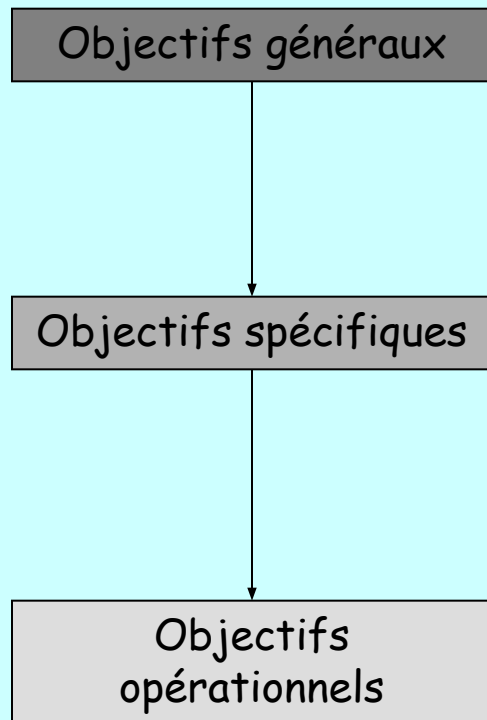 Objectifs généraux
Objectifs spécifiques
Objectifs
opérationnels